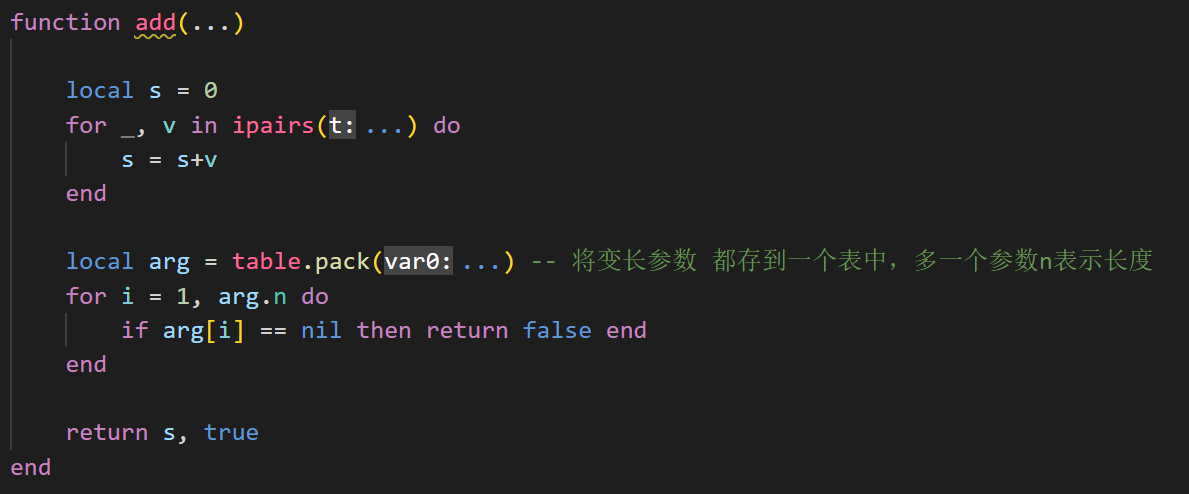 function add(...)
local s = 0
for _, v in ipairs(t: ...) do
s = s+v
end
local arg = table.pack(var0: ...) -- 将变长参数 都存到一个表中，多一个参数n表示长度
for i = 1, arg.n do
if arg[i] == nil then return false end
end
return s, true
end